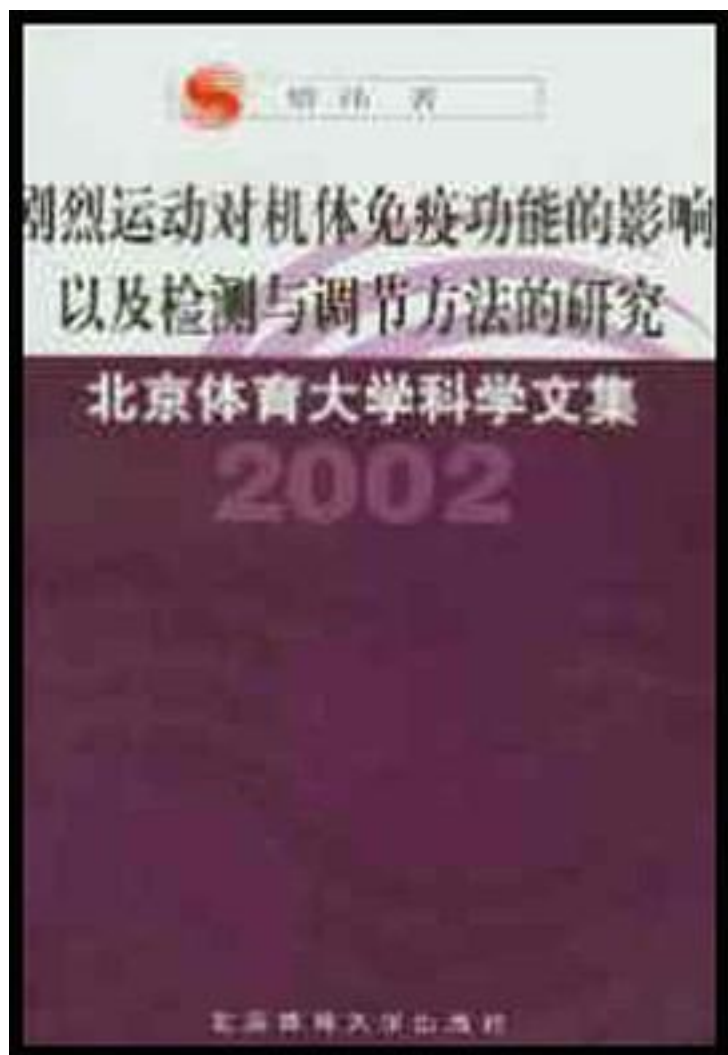 著
剧烈运动对机体免疫功能的影响
以及检测与调节方法的研究
北京体育大学科学文集
2002
北京体育大学出版社